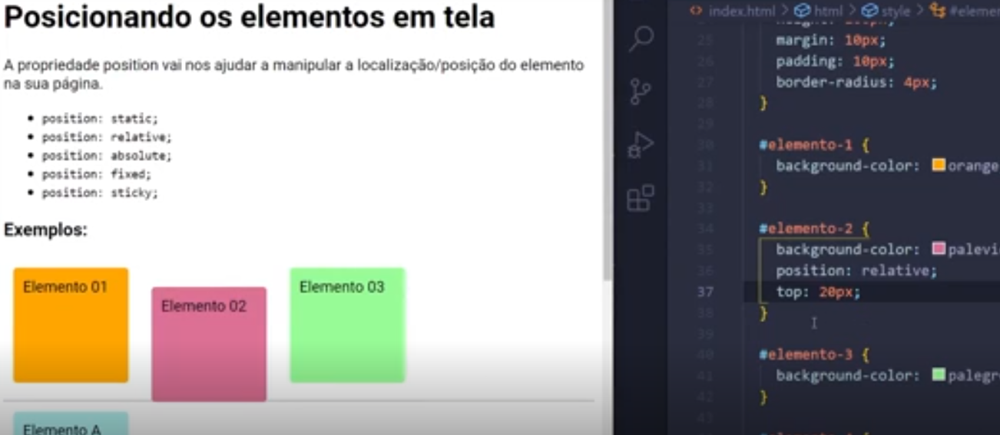 Posicionando os elementos em tela
A propriedade position vai nos ajudar a manipular a localização/posição do elemento
na sua página.
• position: static;
• position: relative;
• position: absolute;
• position: fixed;
• position: sticky;
Exemplos:
Elemento 01
Elemento 02
Elemento 03
Elemento A
index.html > html > style > #elemen
25 margin: 10px;
26 padding: 10px;
27 border-radius: 4px;
28 }
29
30 #elemento-1 {
31 background-color: orange
32 }
33
34 #elemento-2 {
35 background-color: palevi
36 position: relative;
37 top: 20px;
38 }
39
40 #elemento-3 {
41 background-color: palegr
42 }
43